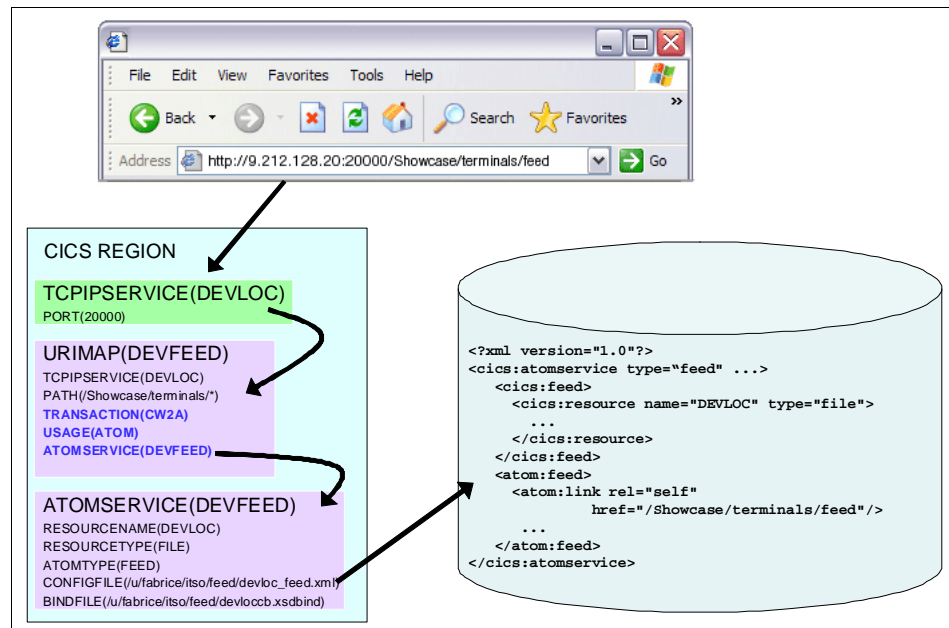 File Edit View Favorites Tools Help
Back Search Favorites »
Address http://9.212.128.20:20000/Showcase/terminals/feed Go
CICS REGION
TCPIPSERVICE(DEVLOC)
PORT(20000)
URIMAP(DEVFEED)
TCPIPSERVICE(DEVLOC)
PATH(/Showcase/terminals/*)
TRANSACTION(CW2A)
USAGE(ATOM)
ATOMSERVICE(DEVFEED)
ATOMSERVICE(DEVFEED)
RESOURCENAME(DEVLOC)
RESOURCETYPE(FILE)
ATOMTYPE(FEED)
CONFIGFILE(/u/fabrice/itso/feed/devloc_feed.xml)
BINDFILE(/u/fabrice/itso/feed/devloccb.xsdbind)
<?xml version="1.0"?>
<cics:atomservice type=“feed" ...>
<cics:feed>
<cics:resource name="DEVLOC" type="file">
...
</cics:resource>
</cics:feed>
<atom:feed>
<atom:link rel="self"
href="/Showcase/terminals/feed"/>
...
</atom:feed>
</cics:atomservice>